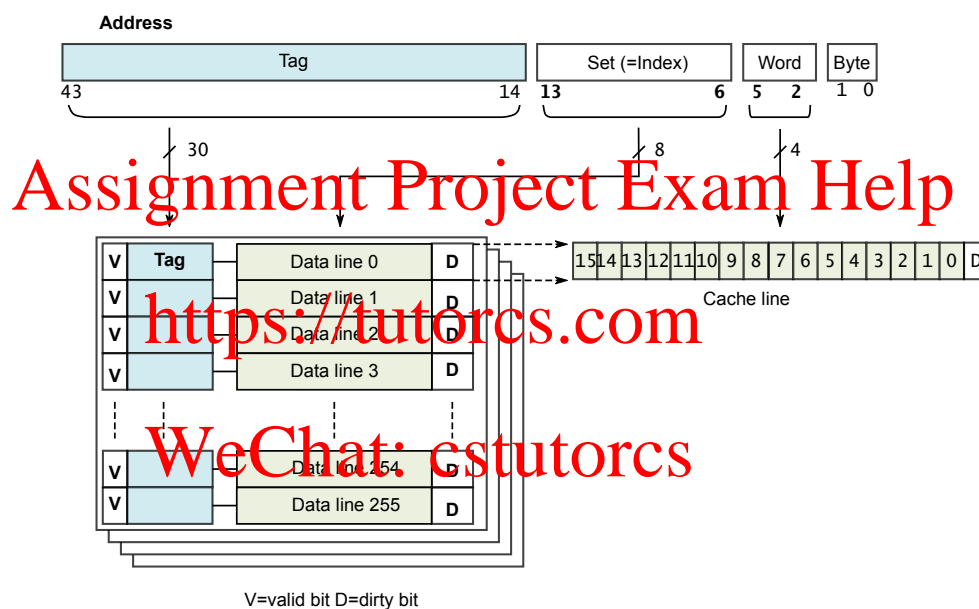 Address
Tag Set (=Index) Word Byte
43 14 13 6 5 2 1 0
30 8 4
Assignment Project Exam Help
V Tag Data line 0 D
15 14 13 12 11 10 9 8 7 6 5 4 3 2 1 0 D
V Data line 1 D
Cache line
https://tutorcs.com
V Data line 2 D
V Data line 3 D
WeChat: cstutorcs
V Data line 254 D
V Data line 255 D
V=valid bit D=dirty bit